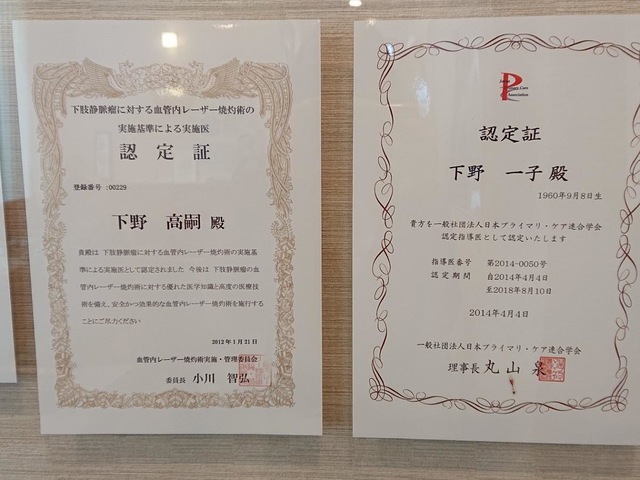 下肢静脈瘤に対する血管内レーザー焼灼術の
実施基準による実施医
認定証
登録番号 :00229
下野 高嗣 殿
貴殿は 下肢静脈瘤に対する血管内レーザー焼灼術の実施基
準による実施医として認定されました 今後は 下肢静脈瘤の血
管内レーザー焼灼術に対する優れた医学知識と高度の医療技
術を備え、安全かつ効果的な血管内レーザー焼灼術を施行する
ことにご尽力ください
2012年1月21日
血管内レーザー焼灼術実施・管理委員会
委員長 小川 智弘
Primary Care
Association
認定証
下野 一子 殿
1960年9月8日生
貴方を一般社団法人日本プライマリ・ケア連合学会
認定指導医として認定いたします
指導医番号 第2014-0050号
認定期間 自2014年4月4日
至2018年8月10日
2014年4月4日
一般社団法人日本プライマリ・ケア連合学会
理事長 丸山 泉